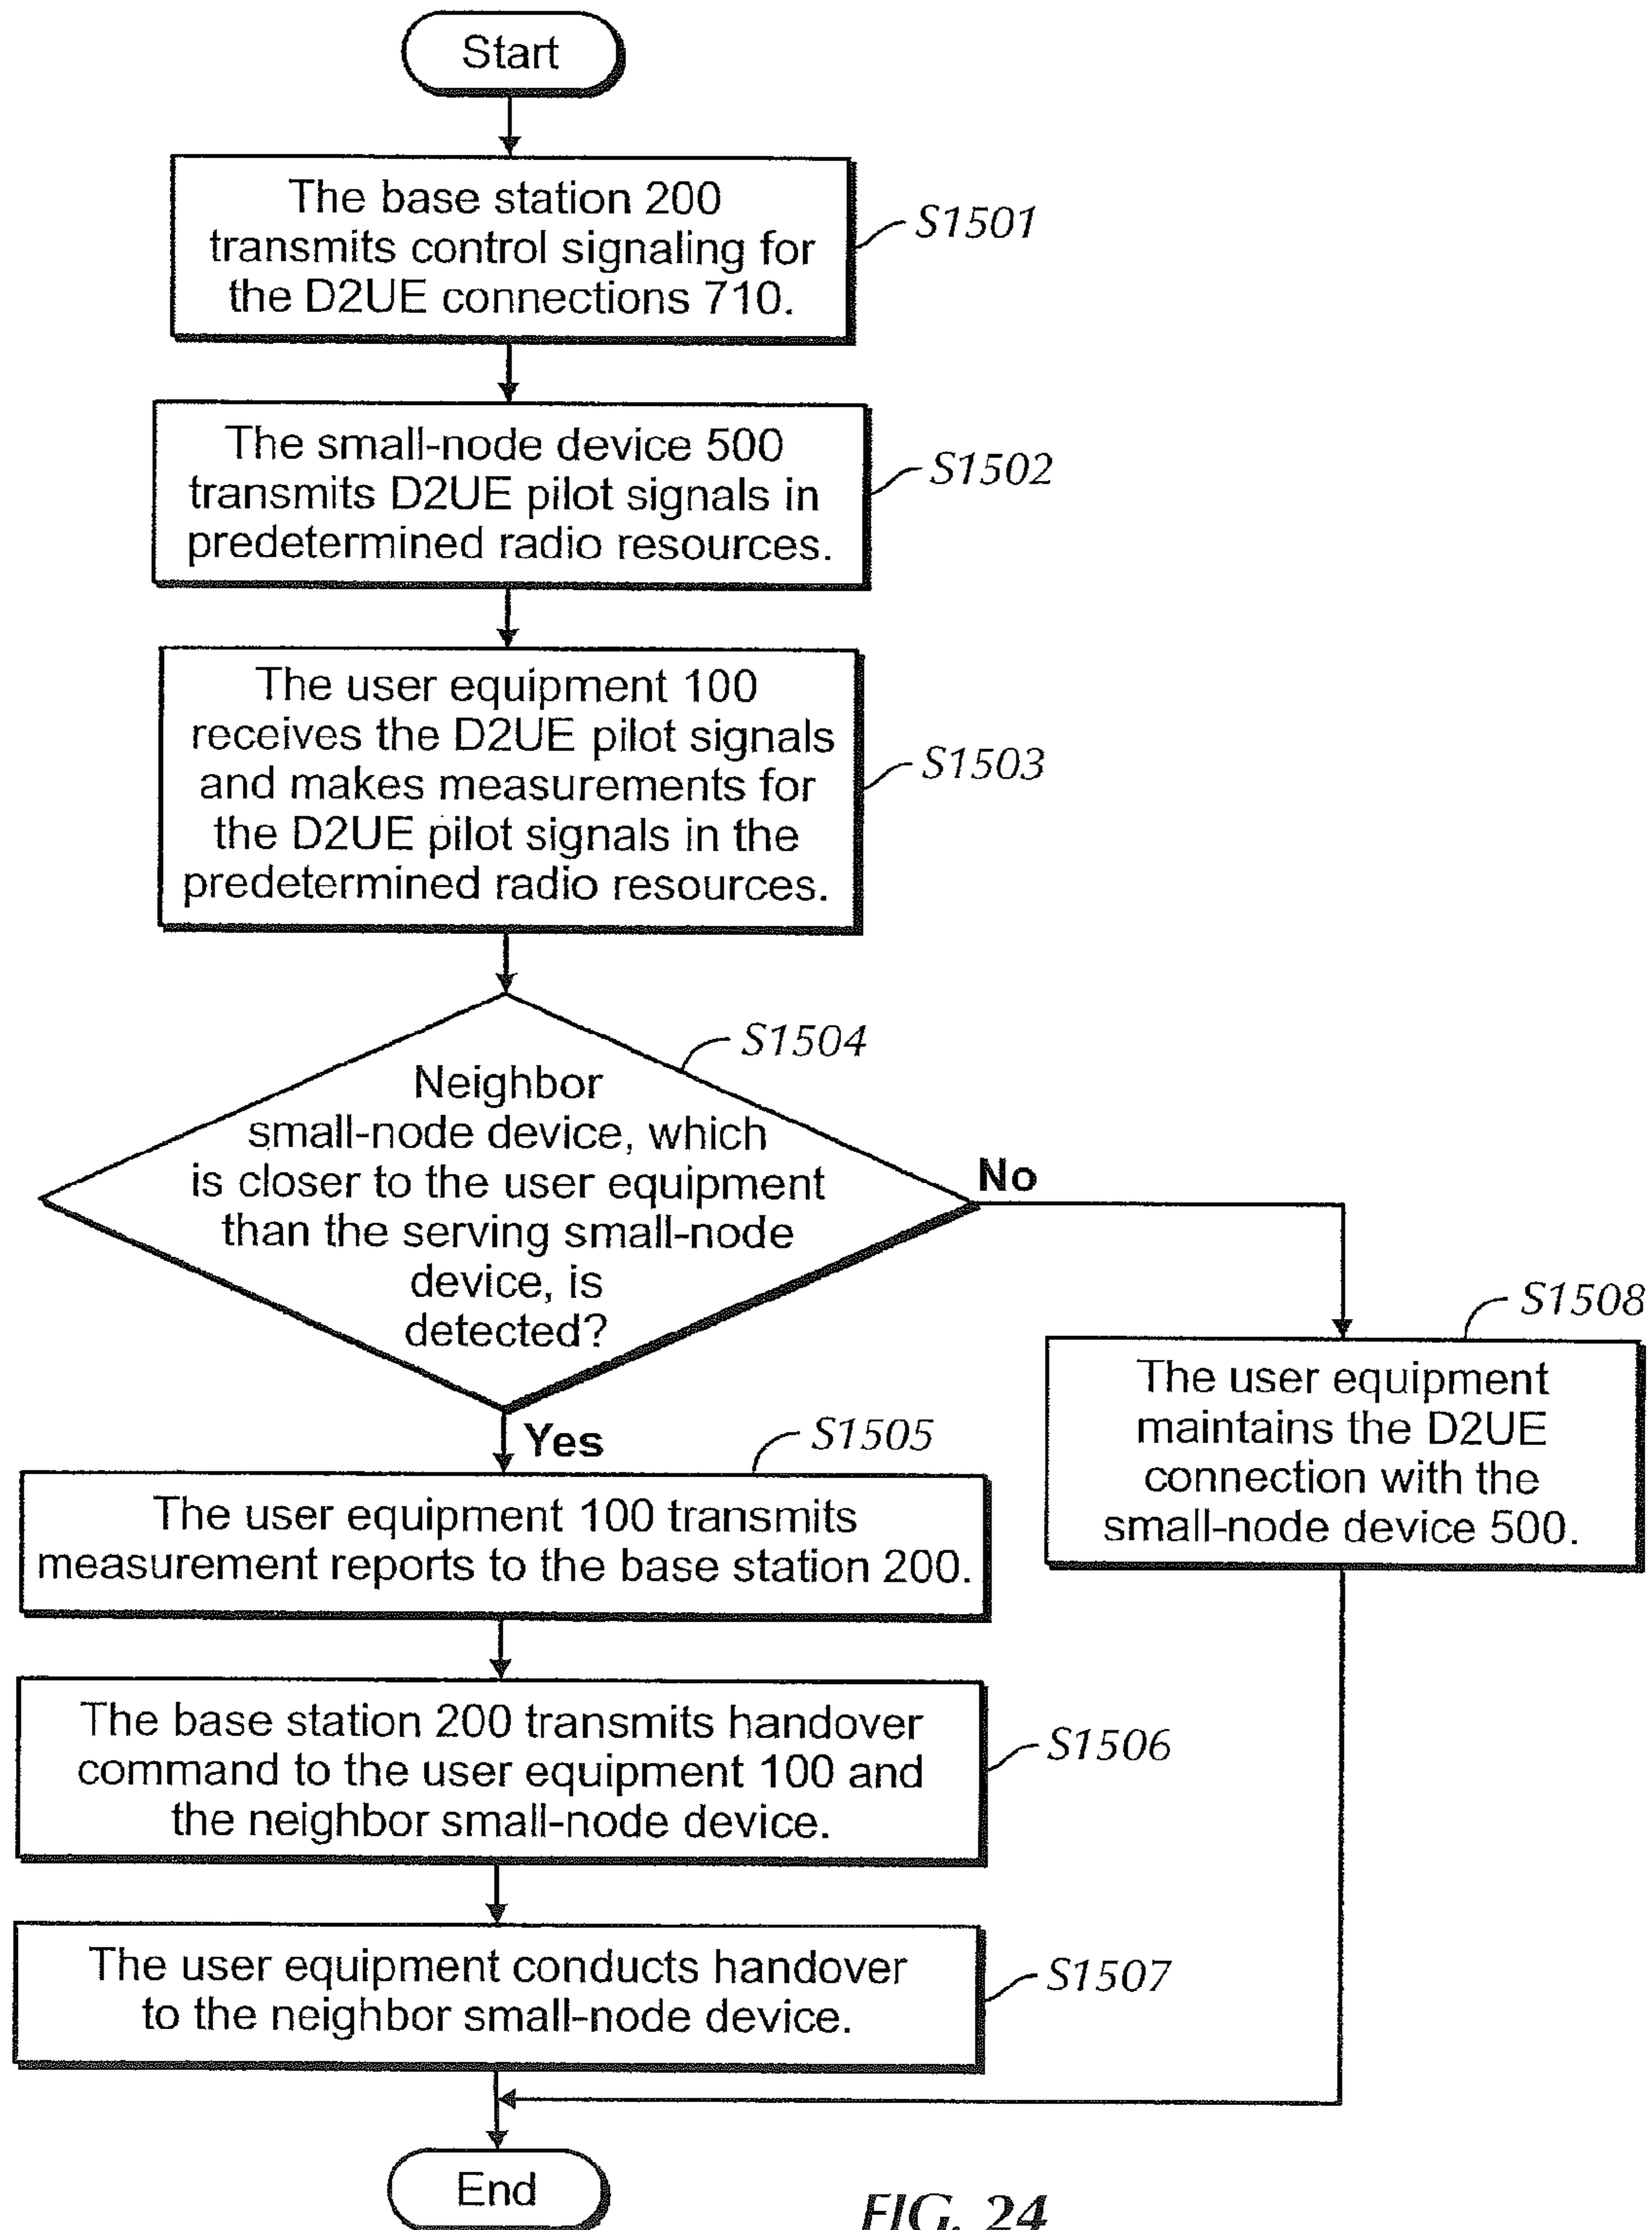 Start
The base station 200
transmits control signaling for
the D2UE connections 710.
S1501
The small-node device 500
transmits D2UE pilot signals in
predetermined radio resources.
S1502
The user equipment 100
receives the D2UE pilot signals
and makes measurements for
the D2UE pilot signals in the
predetermined radio resources.
S1503
S1504
Neighbor
small-node device, which
is closer to the user equipment
than the serving small-node
device, is
detected?
No
Yes
S1508
The user equipment
maintains the D2UE
connection with the
small-node device 500.
S1505
The user equipment 100 transmits
measurement reports to the base station 200.
The base station 200 transmits handover
command to the user equipment 100 and
the neighbor small-node device.
S1506
The user equipment conducts handover
to the neighbor small-node device.
S1507
End
FIG. 24